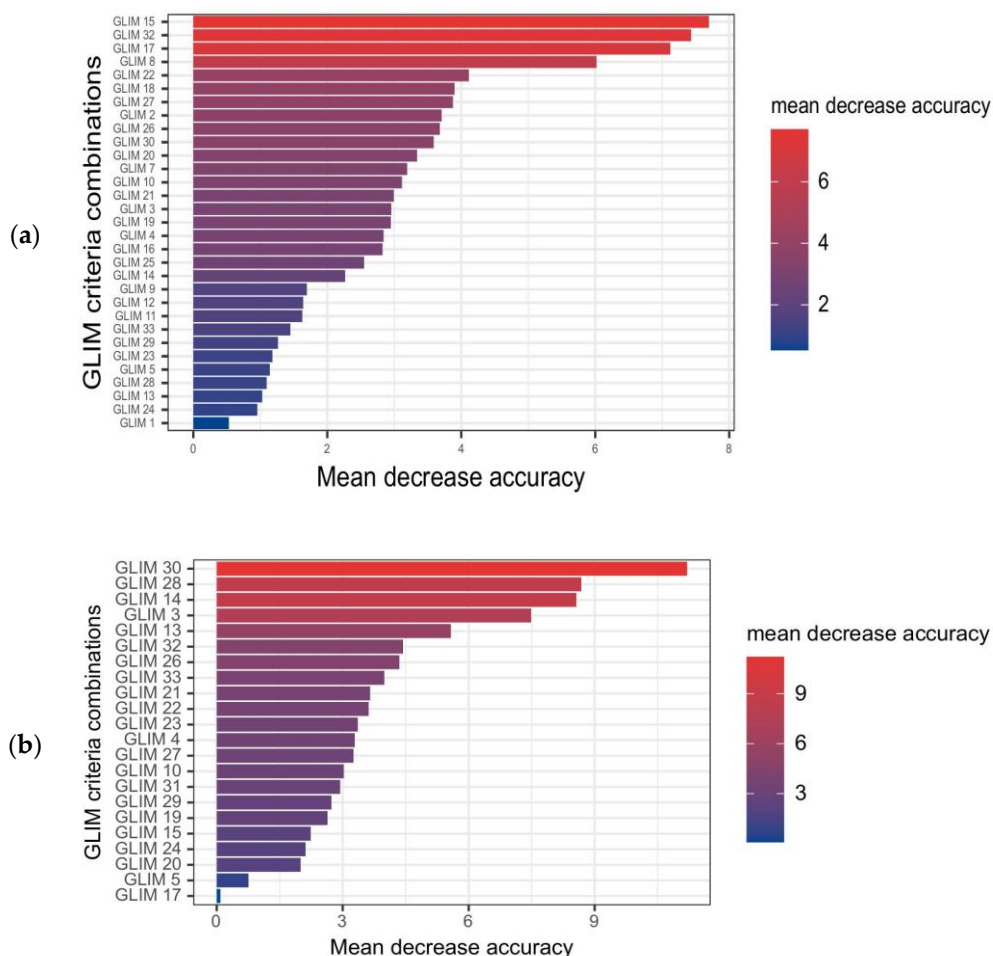 (a)
GLIM criteria combinations
GLIM 15
GLIM 32
GLIM 17
GLIM 8
GLIM 22
GLIM 18
GLIM 27
GLIM 2
GLIM 26
GLIM 30
GLIM 20
GLIM 7
GLIM 10
GLIM 21
GLIM 3
GLIM 19
GLIM 4
GLIM 16
GLIM 25
GLIM 14
GLIM 9
GLIM 12
GLIM 11
GLIM 33
GLIM 29
GLIM 23
GLIM 5
GLIM 28
GLIM 13
GLIM 24
GLIM 1
0 2 4 6 8
Mean decrease accuracy
mean decrease accuracy
6
4
2
(b)
GLIM criteria combinations
GLIM 30
GLIM 28
GLIM 14
GLIM 3
GLIM 13
GLIM 32
GLIM 26
GLIM 33
GLIM 21
GLIM 22
GLIM 23
GLIM 4
GLIM 27
GLIM 10
GLIM 31
GLIM 29
GLIM 19
GLIM 15
GLIM 24
GLIM 20
GLIM 5
GLIM 17
0 3 6 9
Mean decrease accuracy
mean decrease accuracy
9
6
3